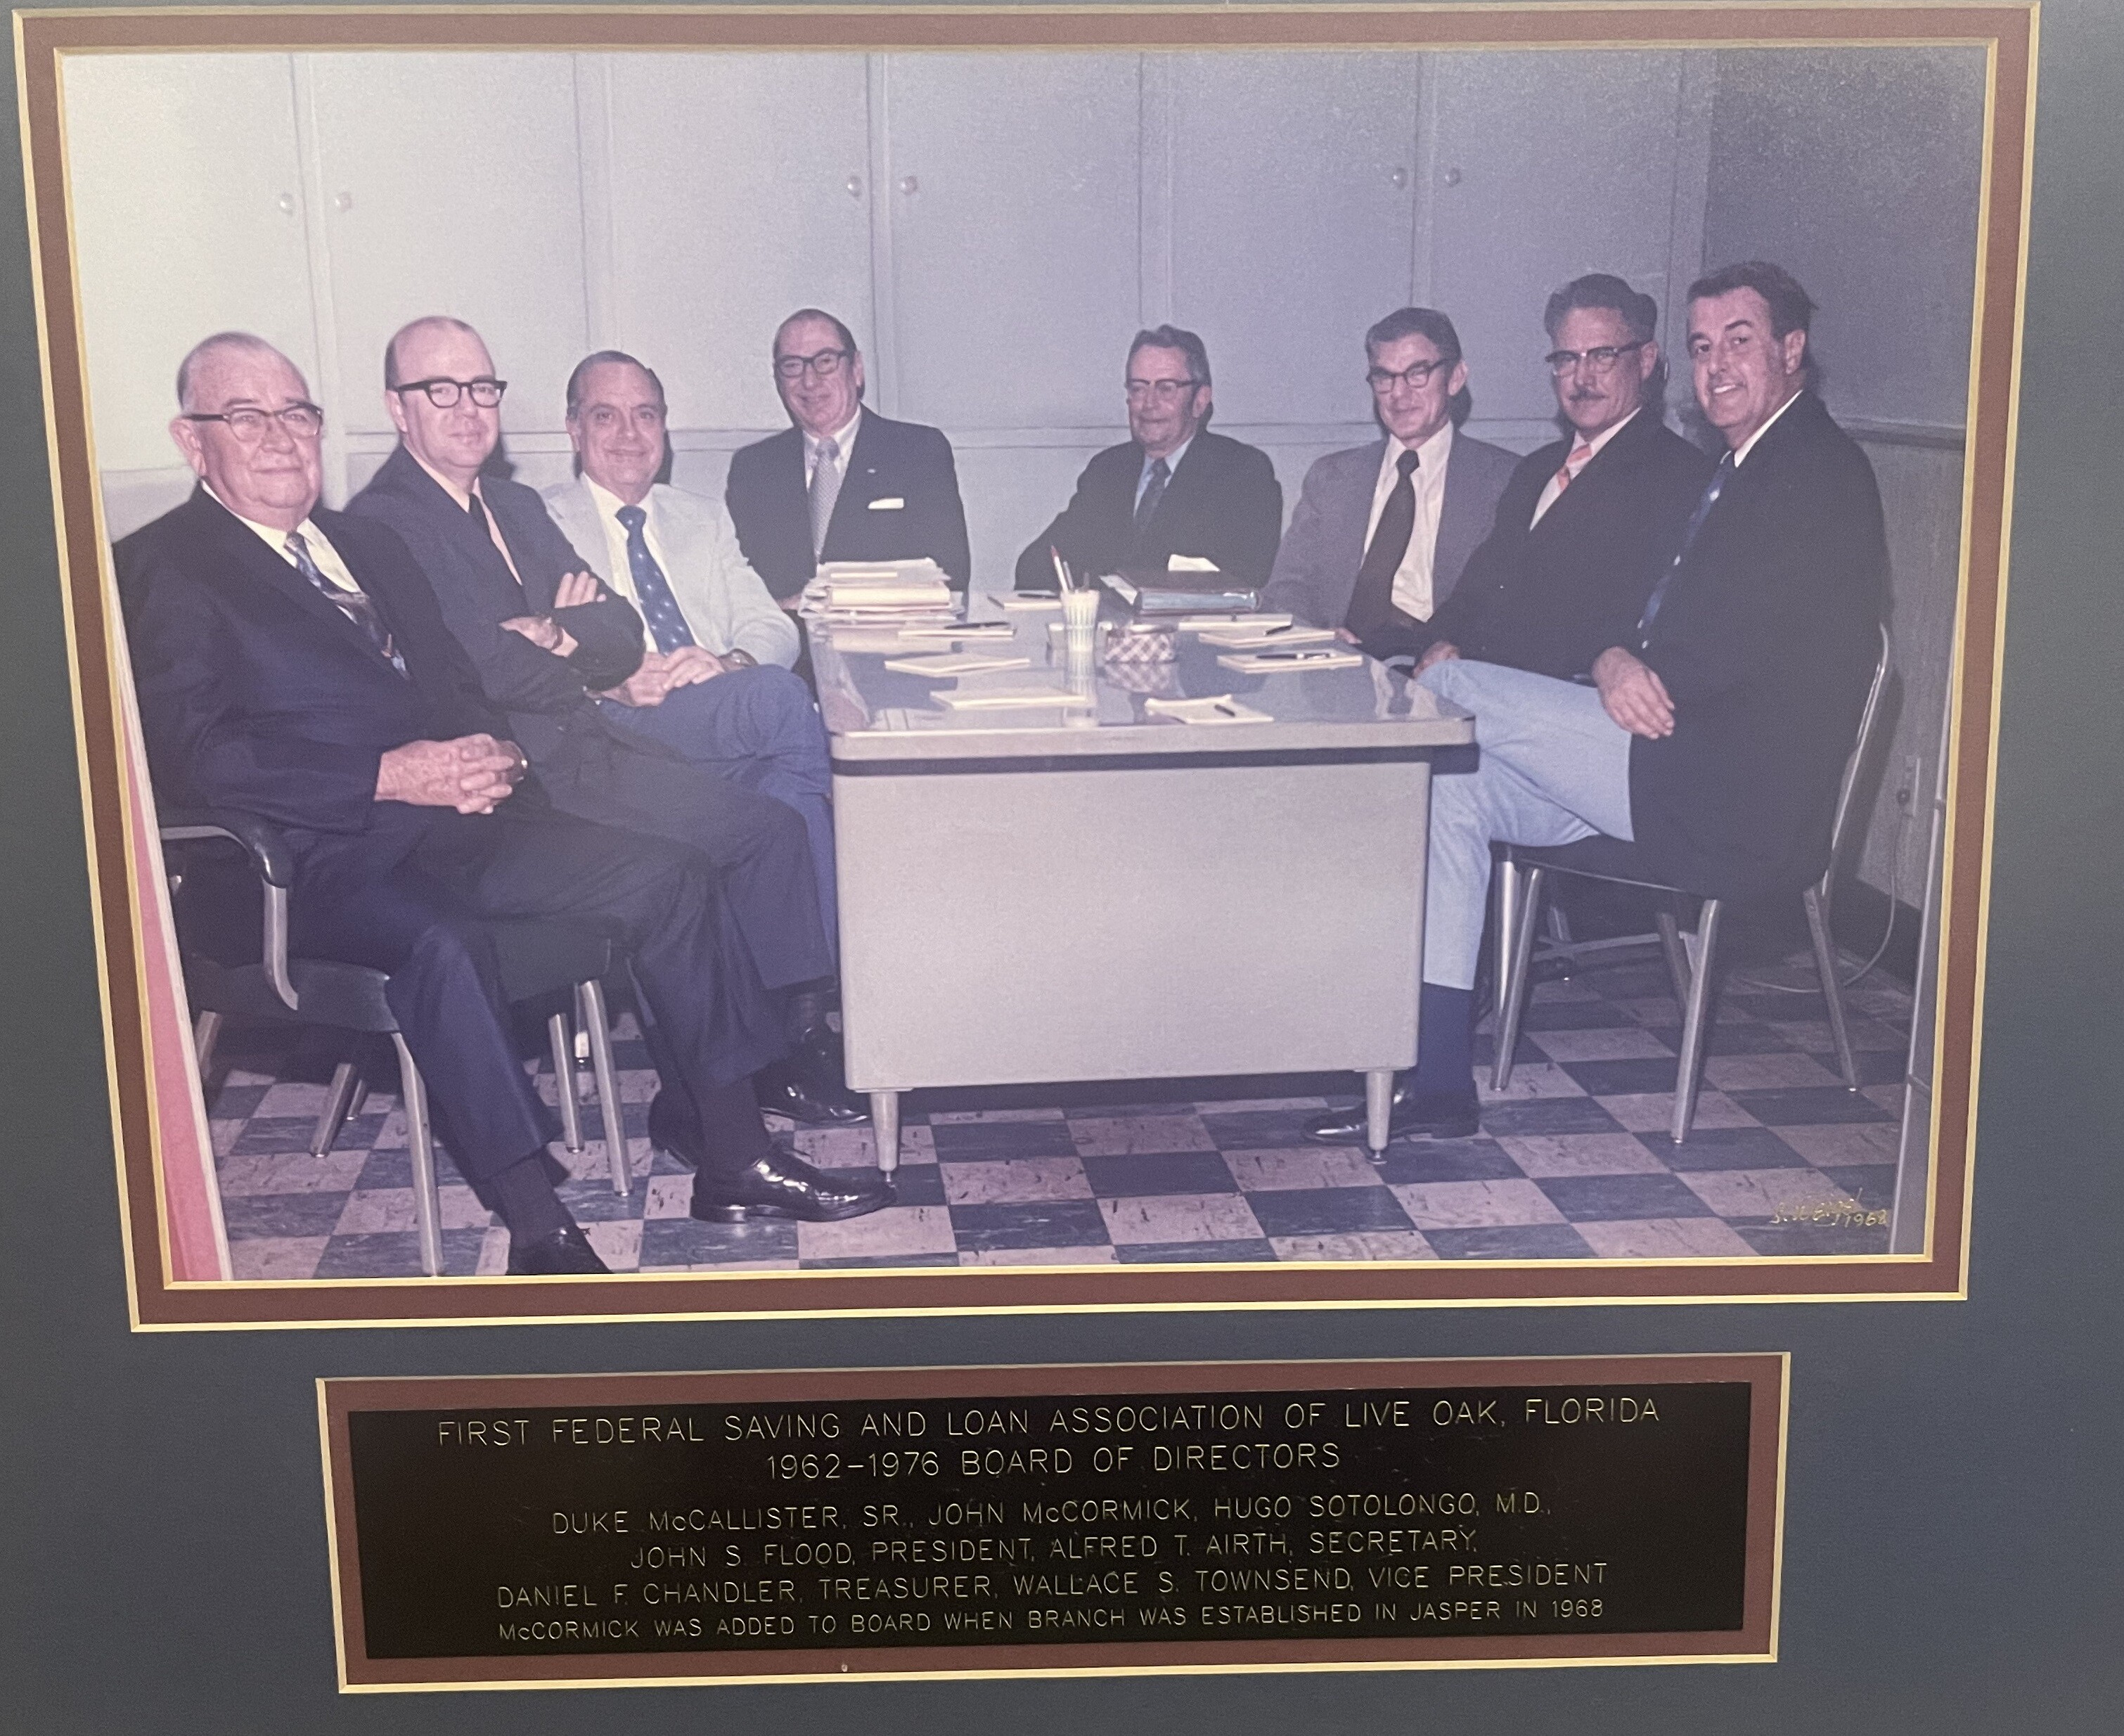 1968
FIRST FEDERAL SAVING AND LOAN ASSOCIATION OF LIVE OAK, FLORIDA
1962-1976 BOARD OF DIRECTORS
DUKE McCALLISTER, SR., JOHN McCORMICK, HUGO SOTOLONGO, M.D.,
JOHN S. FLOOD, PRESIDENT, ALFRED T. AIRTH, SECRETARY,
DANIEL F. CHANDLER, TREASURER, WALLACE S. TOWNSEND, VICE PRESIDENT
McCORMICK WAS ADDED TO BOARD WHEN BRANCH WAS ESTABLISHED IN JASPER IN 1968